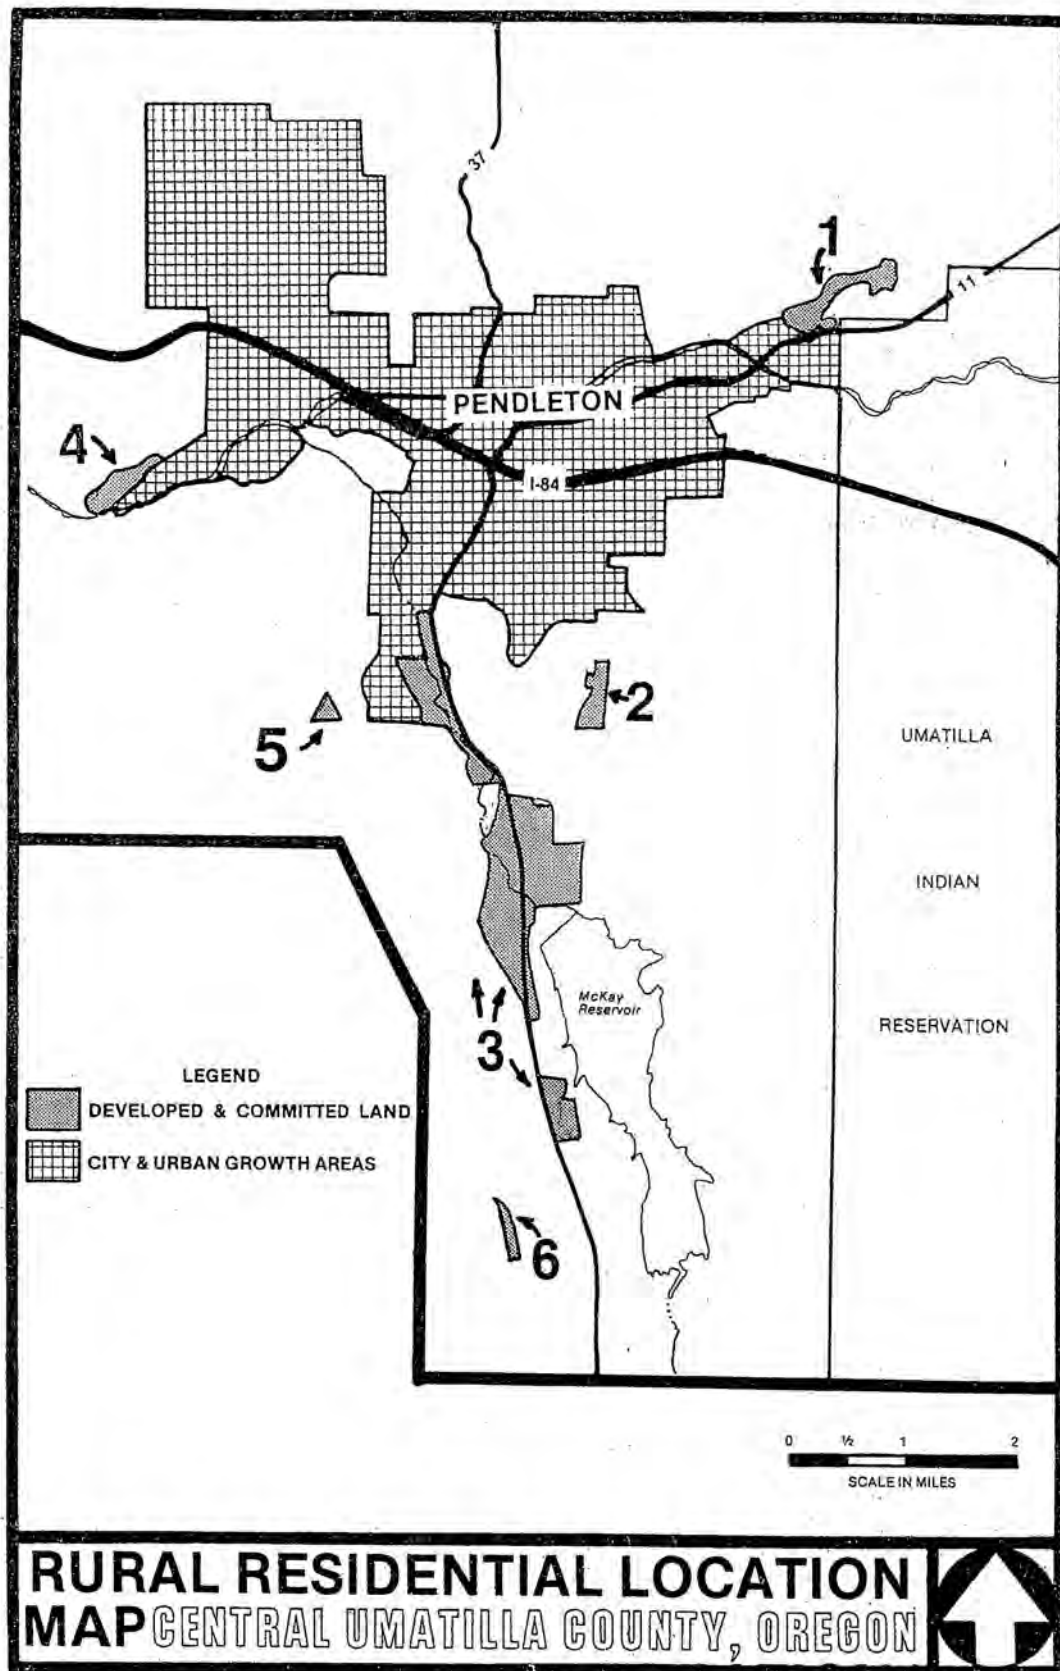 37
1
11
PENDLETON
4
I-84
2
5
UMATILLA
INDIAN
McKay
Reservoir
RESERVATION
3
LEGEND
DEVELOPED & COMMITTED LAND
CITY & URBAN GROWTH AREAS
6
0 ½ 1 2
SCALE IN MILES
RURAL RESIDENTIAL LOCATION
MAP CENTRAL UMATILLA COUNTY, OREGON